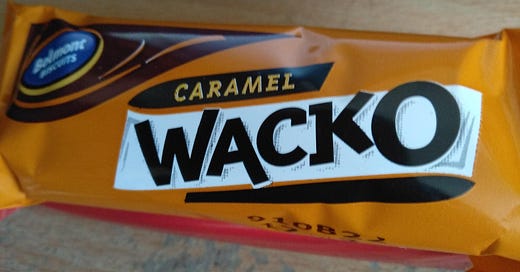 Belmont
BISCUITS
CARAMEL
WACKO